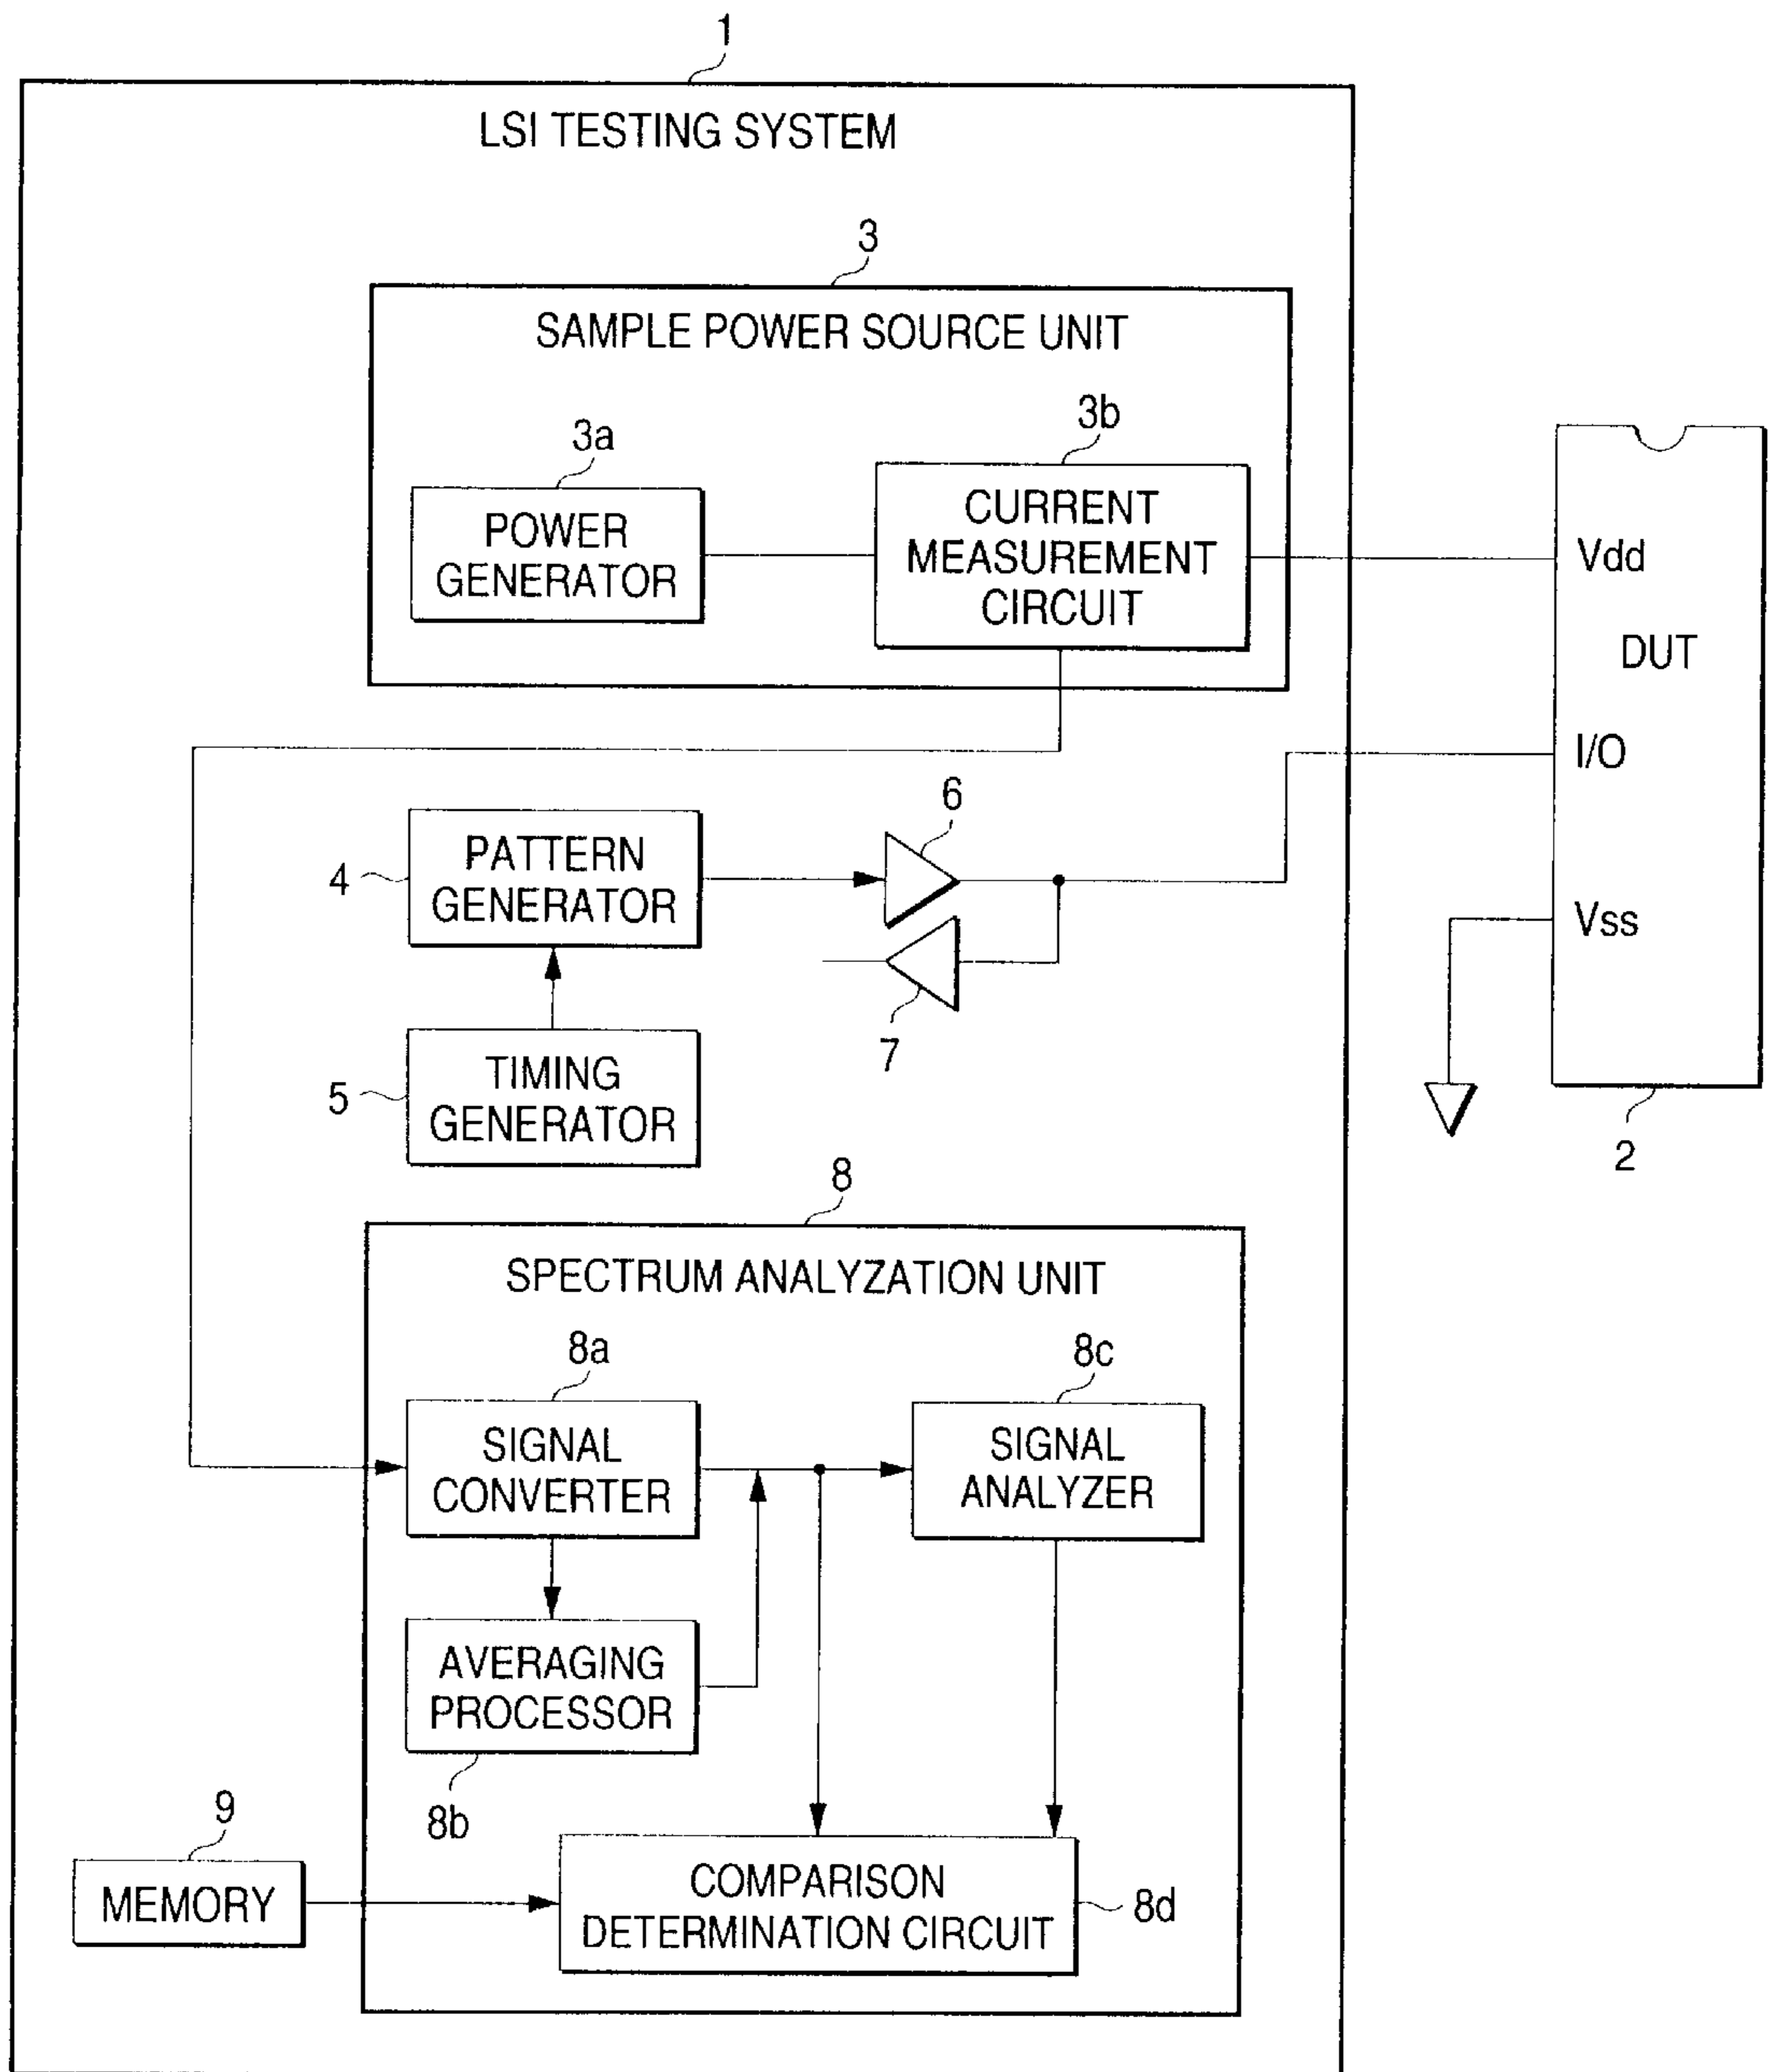 1
LSI TESTING SYSTEM
3
SAMPLE POWER SOURCE UNIT
3a
3b
POWER
GENERATOR
CURRENT
MEASUREMENT
CIRCUIT
Vdd
DUT
I/O
Vss
2
6
4
PATTERN
GENERATOR
7
5
TIMING
GENERATOR
8
SPECTRUM ANALYZATION UNIT
8a
8c
SIGNAL
CONVERTER
SIGNAL
ANALYZER
AVERAGING
PROCESSOR
8b
9
MEMORY
COMPARISON
DETERMINATION CIRCUIT
8d